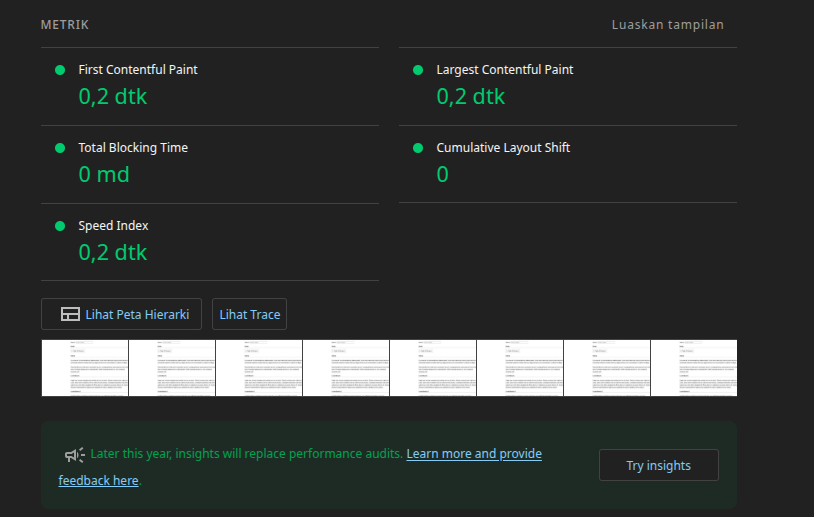 METRIK
Luaskan tampilan
First Contentful Paint
0,2 dtk
Largest Contentful Paint
0,2 dtk
Total Blocking Time
0 md
Cumulative Layout Shift
0
Speed Index
0,2 dtk
Lihat Peta Hierarki
Lihat Trace
Later this year, insights will replace performance audits. Learn more and provide
feedback here.
Try insights